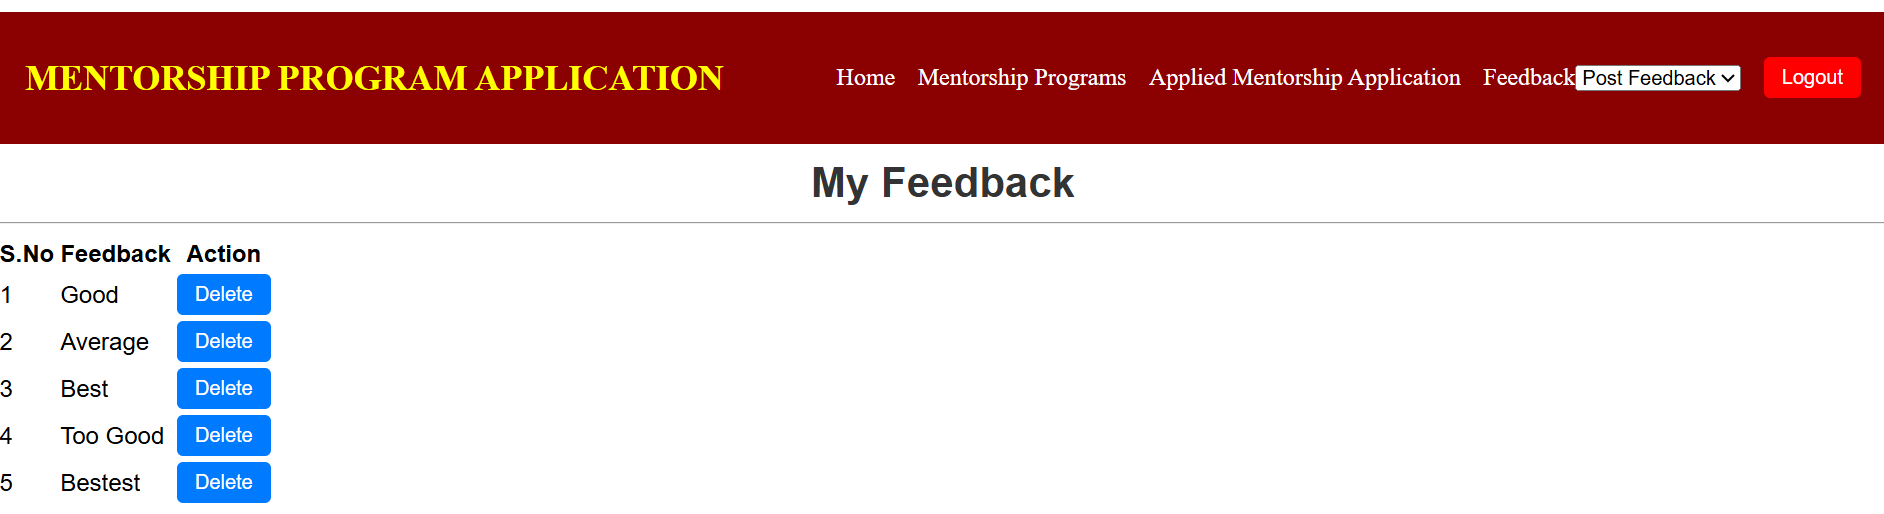 MENTORSHIP PROGRAM APPLICATION Home Mentorship Programs Applied Mentorship Application Feedback Post Feedback Logout
My Feedback
S.No Feedback Action
1 Good Delete
2 Average Delete
3 Best Delete
4 Too Good Delete
5 Bestest Delete